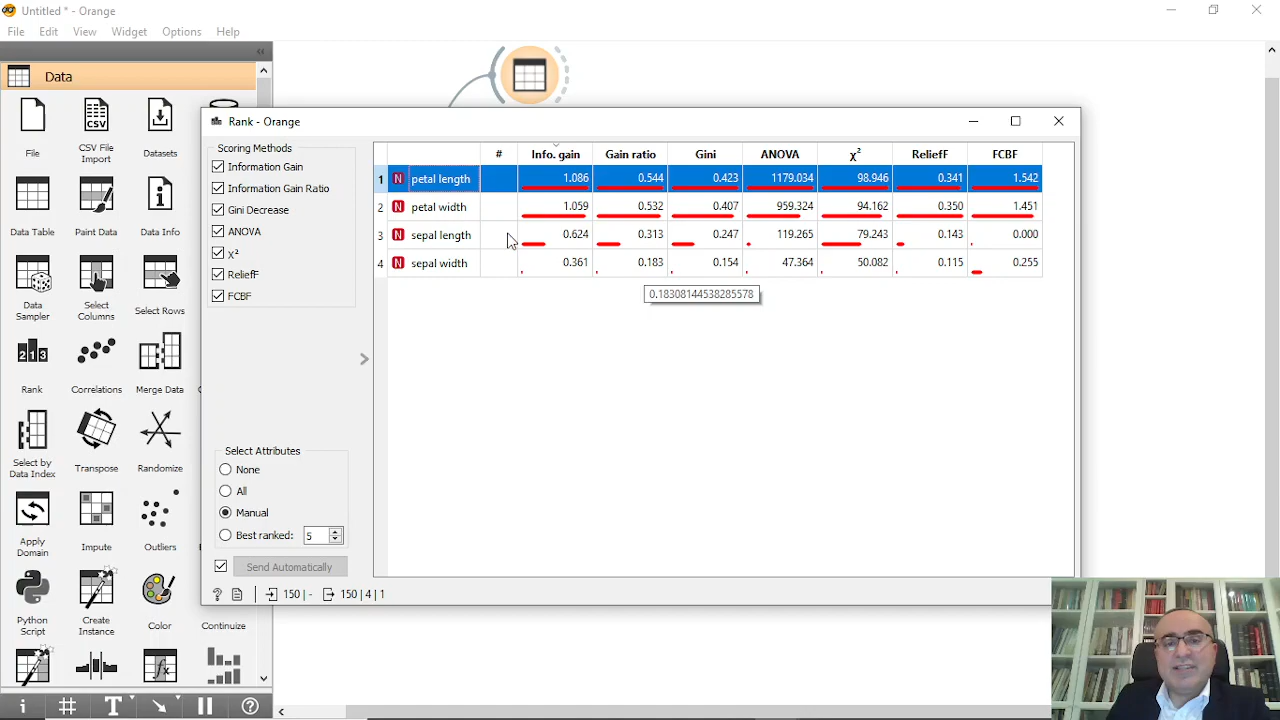 Untitled * - Orange
File Edit View Widget Options Help
Data
File CSV File Import Datasets
Data Table Paint Data Data Info
Data Sampler Select Columns Select Rows
Rank Correlations Merge Data
Select by Data Index Transpose Randomize
Apply Domain Impute Outliers
Python Script Create Instance Color Continuize
Rank - Orange
Scoring Methods
Information Gain
Information Gain Ratio
Gini Decrease
ANOVA
χ²
ReliefF
FCBF
Select Attributes
None
All
Manual
Best ranked: 5
Send Automatically
150 | - 150 | 4 | 1
# Info. gain Gain ratio Gini ANOVA χ² ReliefF FCBF
1 N petal length 1.086 0.544 0.423 1179.034 98.946 0.341 1.542
2 N petal width 1.059 0.532 0.407 959.324 94.162 0.350 1.451
3 N sepal length 0.624 0.313 0.247 119.265 79.243 0.143 0.000
4 N sepal width 0.361 0.183 0.154 47.364 50.082 0.115 0.255
0.18308144538285578